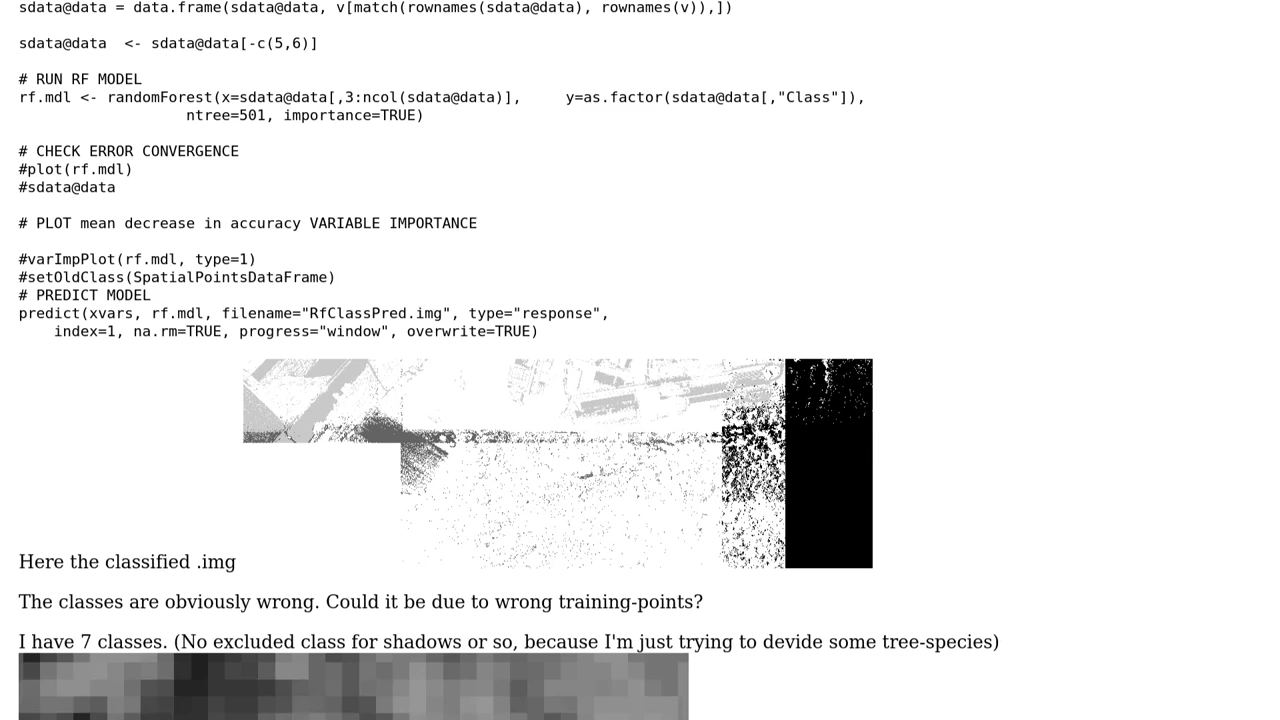 sdata@data = data.frame(sdata@data, v[match(rownames(sdata@data), rownames(v)),])
sdata@data  <- sdata@data[-c(5,6)]
# RUN RF MODEL
rf.mdl <- randomForest(x=sdata@data[,3:ncol(sdata@data)],     y=as.factor(sdata@data[,"Class"]),
                   ntree=501, importance=TRUE)
# CHECK ERROR CONVERGENCE
#plot(rf.mdl)
#sdata@data
# PLOT mean decrease in accuracy VARIABLE IMPORTANCE
#varImpPlot(rf.mdl, type=1)
#setOldClass(SpatialPointsDataFrame)
# PREDICT MODEL
predict(xvars, rf.mdl, filename="RfClassPred.img", type="response",
    index=1, na.rm=TRUE, progress="window", overwrite=TRUE)
Here the classified .img
The classes are obviously wrong. Could it be due to wrong training-points?
I have 7 classes. (No excluded class for shadows or so, because I'm just trying to devide some tree-species)